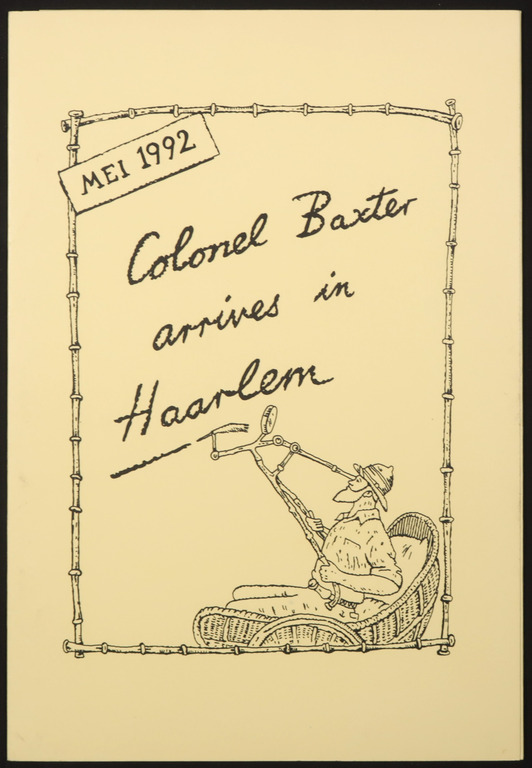 MEI 1992
Colonel Baxter
arrives in
Haarlem